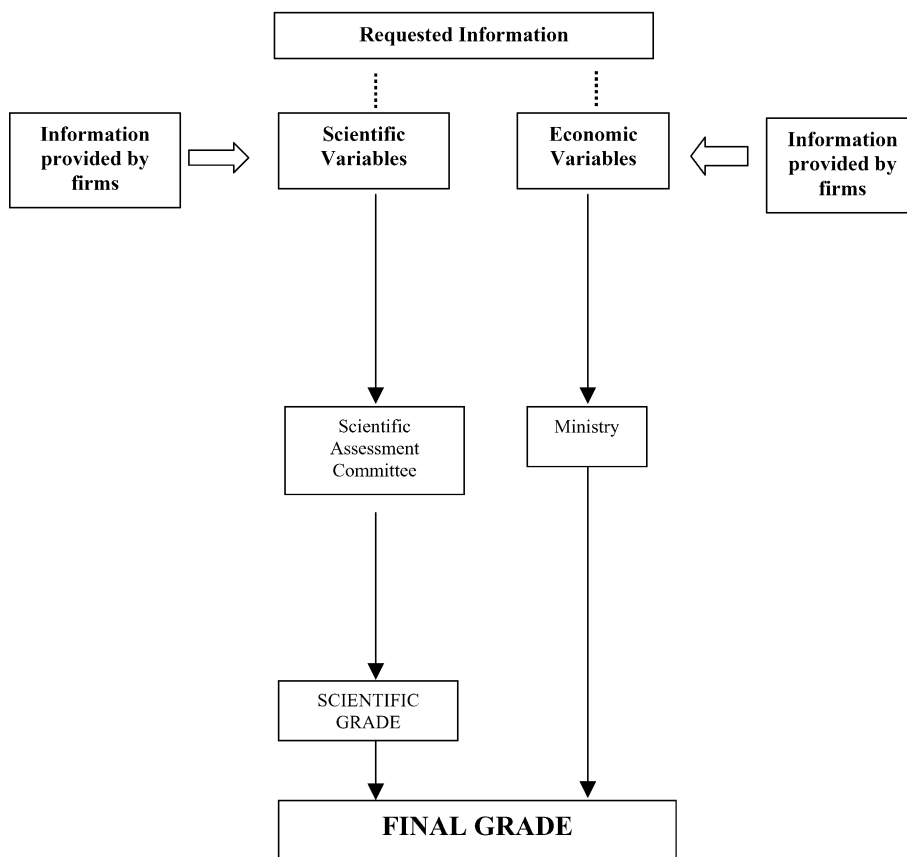 Requested Information
Information
provided by
firms
Scientific
Variables
Economic
Variables
Information
provided by
firms
Scientific
Assessment
Committee
Ministry
SCIENTIFIC
GRADE
FINAL GRADE